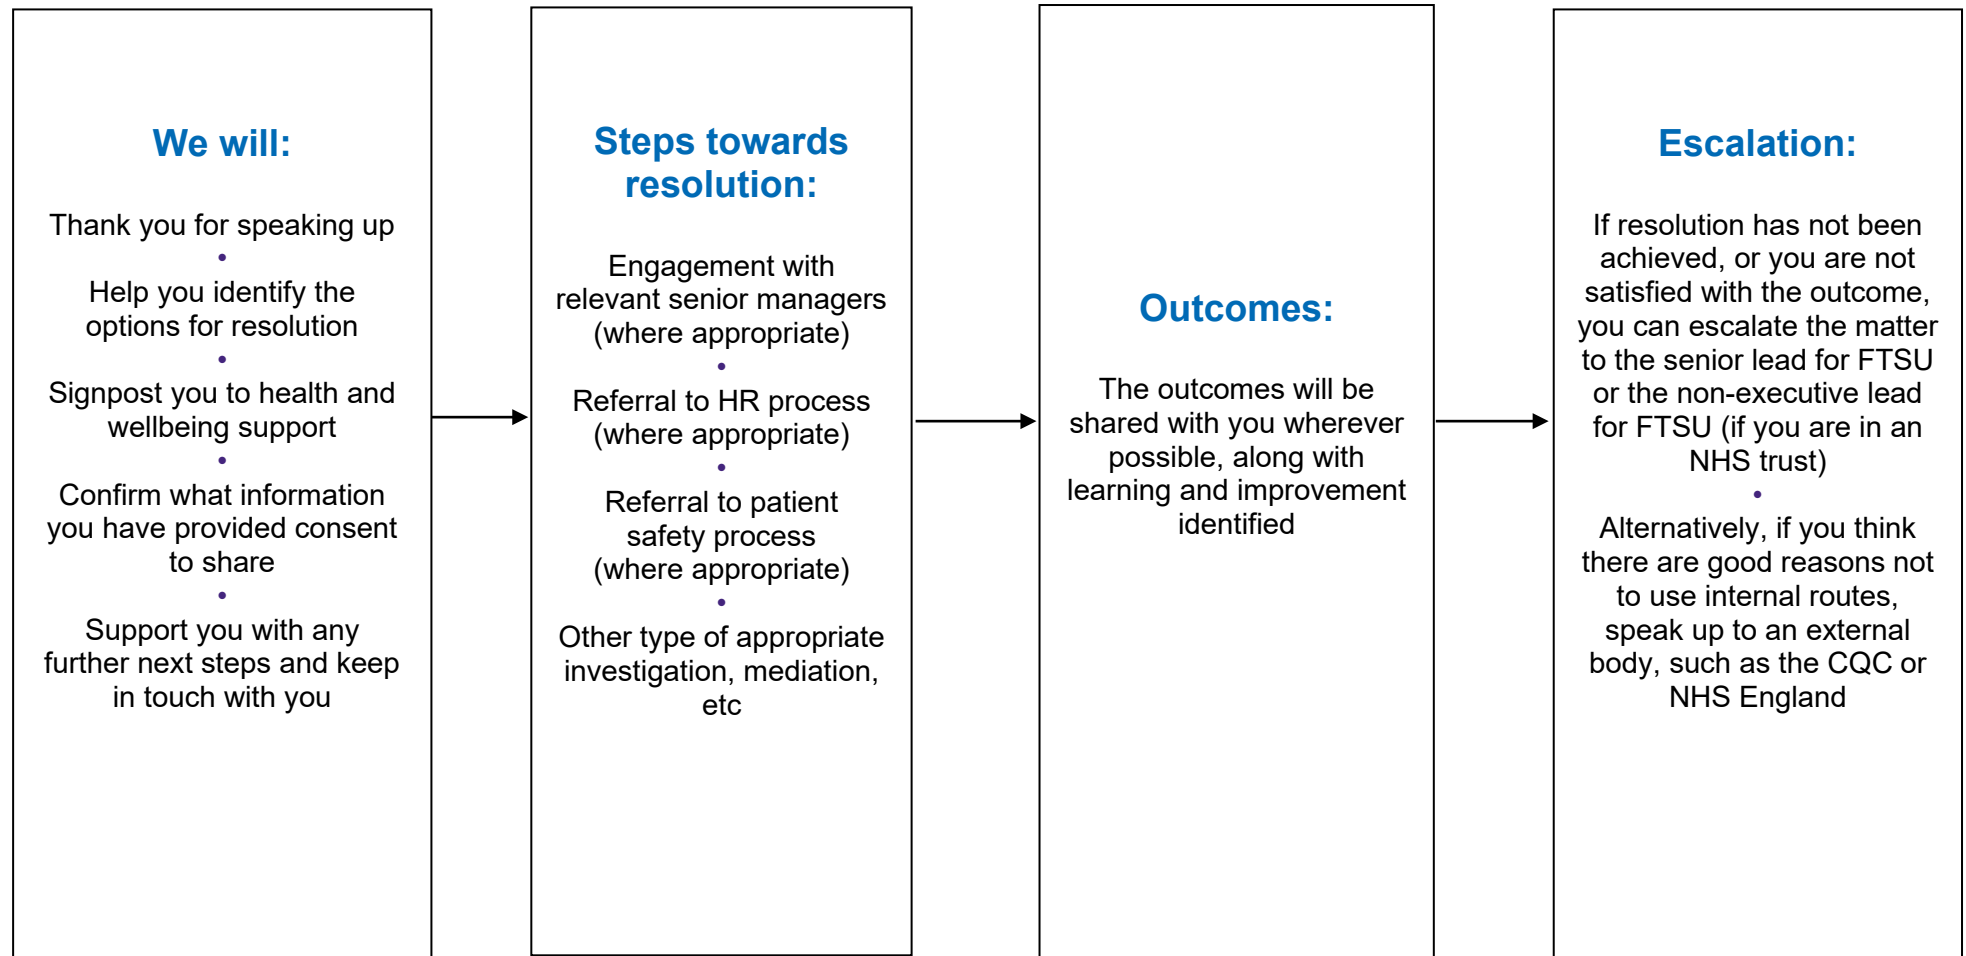 We will:
Thank you for speaking up
•
Help you identify the
options for resolution
•
Signpost you to health and
wellbeing support
•
Confirm what information
you have provided consent
to share
•
Support you with any
further next steps and keep
in touch with you
Steps towards
resolution:
Engagement with
relevant senior managers
(where appropriate)
•
Referral to HR process
(where appropriate)
•
Referral to patient
safety process
(where appropriate)
•
Other type of appropriate
investigation, mediation,
etc
Outcomes:
The outcomes will be
shared with you wherever
possible, along with
learning and improvement
identified
Escalation:
If resolution has not been
achieved, or you are not
satisfied with the outcome,
you can escalate the matter
to the senior lead for FTSU
or the non-executive lead
for FTSU (if you are in an
NHS trust)
•
Alternatively, if you think
there are good reasons not
to use internal routes,
speak up to an external
body, such as the CQC or
NHS England